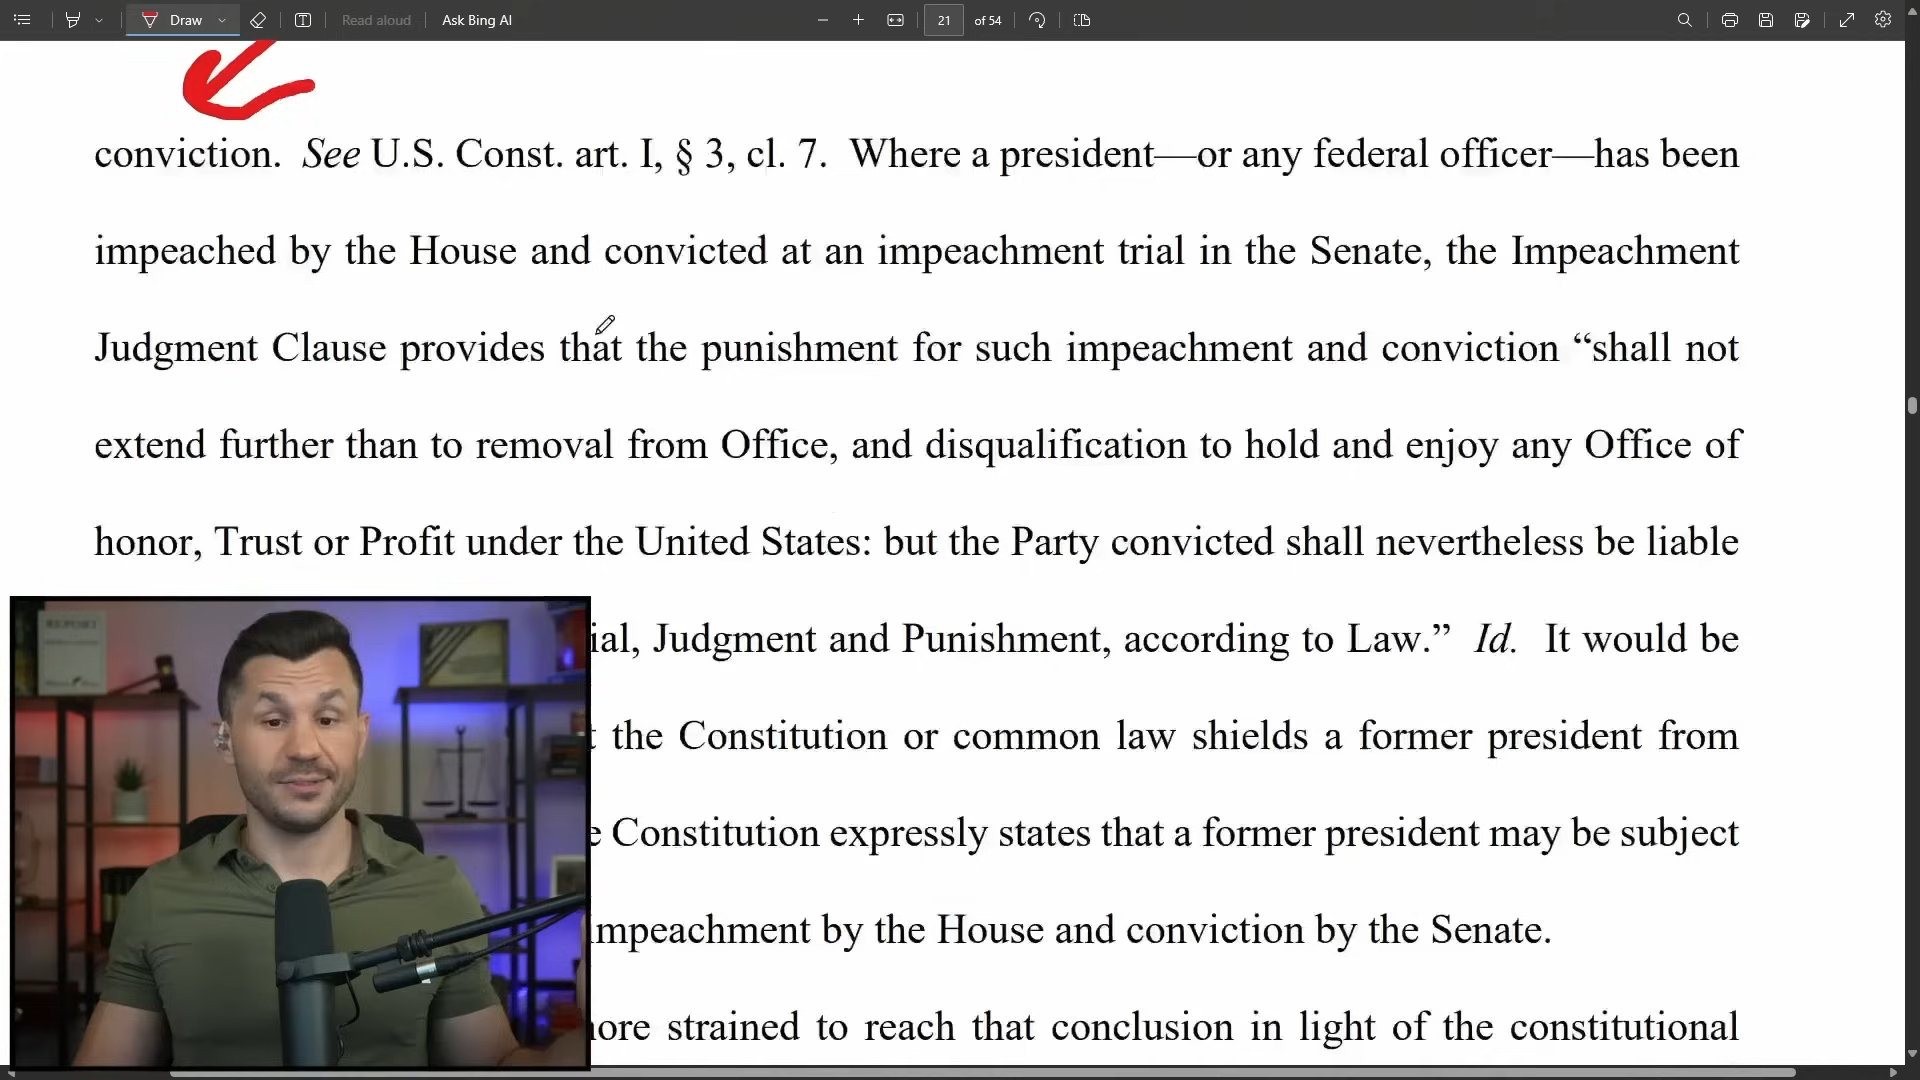 Draw
Read aloud
Ask Bing AI
21 of 54
conviction. See U.S. Const. art. I, § 3, cl. 7. Where a president—or any federal officer—has been
impeached by the House and convicted at an impeachment trial in the Senate, the Impeachment
Judgment Clause provides that the punishment for such impeachment and conviction “shall not
extend further than to removal from Office, and disqualification to hold and enjoy any Office of
honor, Trust or Profit under the United States: but the Party convicted shall nevertheless be liable
ial, Judgment and Punishment, according to Law.” Id. It would be
the Constitution or common law shields a former president from
Constitution expressly states that a former president may be subject
impeachment by the House and conviction by the Senate.
ore strained to reach that conclusion in light of the constitutional
REPORT